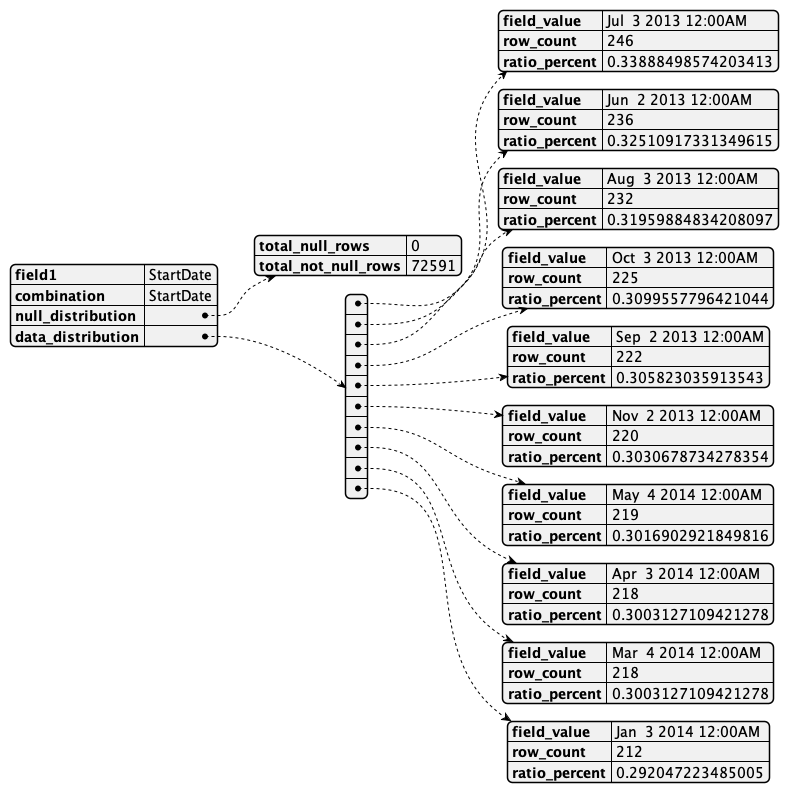 field1 StartDate
combination StartDate
null_distribution
data_distribution
total_null_rows 0
total_not_null_rows 72591
field_value Jul  3 2013 12:00AM
row_count 246
ratio_percent 0.33888498574203413
field_value Jun  2 2013 12:00AM
row_count 236
ratio_percent 0.32510917331349615
field_value Aug  3 2013 12:00AM
row_count 232
ratio_percent 0.31959884834208097
field_value Oct  3 2013 12:00AM
row_count 225
ratio_percent 0.3099557796421044
field_value Sep  2 2013 12:00AM
row_count 222
ratio_percent 0.305823035913543
field_value Nov  2 2013 12:00AM
row_count 220
ratio_percent 0.3030678734278354
field_value May  4 2014 12:00AM
row_count 219
ratio_percent 0.3016902921849816
field_value Apr  3 2014 12:00AM
row_count 218
ratio_percent 0.3003127109421278
field_value Mar  4 2014 12:00AM
row_count 218
ratio_percent 0.3003127109421278
field_value Jan  3 2014 12:00AM
row_count 212
ratio_percent 0.292047223485005